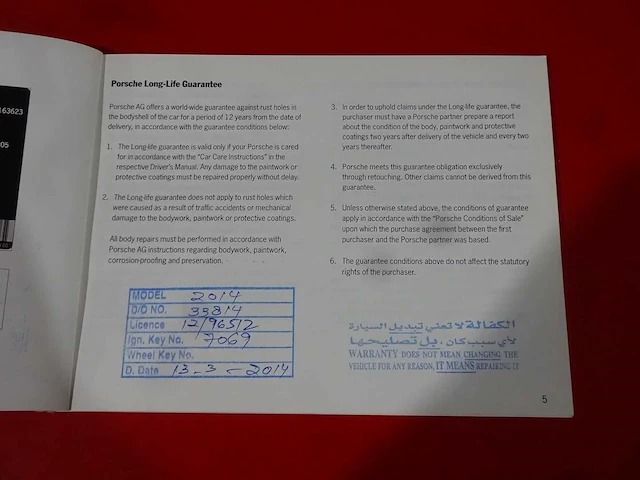 163623
05
Porsche Long-Life Guarantee
Porsche AG offers a world-wide guarantee against rust holes in
the bodyshell of the car for a period of 12 years from the date of
delivery, in accordance with the guarantee conditions below:
1. The Long-life guarantee is valid only if your Porsche is cared
for in accordance with the “Car Care Instructions” in the
respective Driver's Manual. Any damage to the paintwork or
protective coatings must be repaired properly without delay.
2. The Long-life guarantee does not apply to rust holes which
were caused as a result of traffic accidents or mechanical
damage to the bodywork, paintwork or protective coatings.
All body repairs must be performed in accordance with
Porsche AG instructions regarding bodywork, paintwork,
corrosion-proofing and preservation.
MODEL 2014
D/D NO. 33814
Licence 12/96512
Ign. Key No. 7069
Wheel Key No.
D. Date 13-3-2014
3. In order to uphold claims under the Long-life guarantee, the
purchaser must have a Porsche partner prepare a report
about the condition of the body, paintwork and protective
coatings two years after delivery of the vehicle and every two
years thereafter.
4. Porsche meets this guarantee obligation exclusively
through retouching. Other claims cannot be derived from this
guarantee.
5. Unless otherwise stated above, the conditions of guarantee
apply in accordance with the “Porsche Conditions of Sale”
upon which the purchase agreement between the first
purchaser and the Porsche partner was based.
6. The guarantee conditions above do not affect the statutory
rights of the purchaser.
الكفالة لا تعني تبديل السيارة
لأي سبب كان ، بل تصليحها
WARRANTY DOES NOT MEAN CHANGING THE
VEHICLE FOR ANY REASON, IT MEANS REPAIRING IT
5